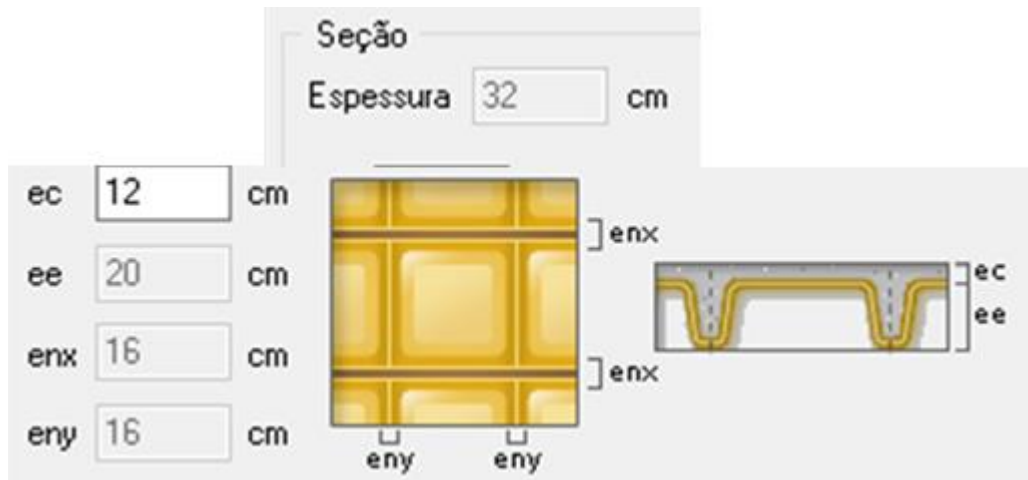 Seção
Espessura 32 cm
ec 12 cm
ee 20 cm
enx 16 cm
eny 16 cm
enx
enx
eny eny
ec
ee